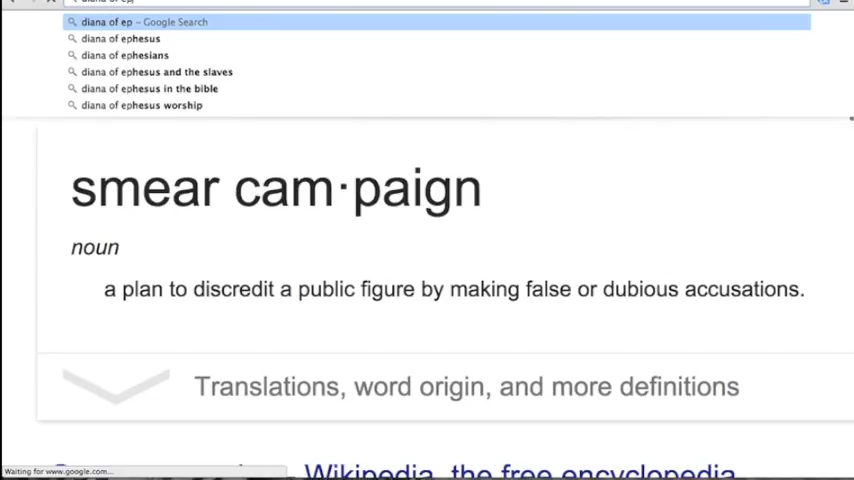 diana of ep
diana of ep – Google Search
diana of ephesus
diana of ephesians
diana of ephesus and the slaves
diana of ephesus in the bible
diana of ephesus worship
smear cam·paign
noun
a plan to discredit a public figure by making false or dubious accusations.
Translations, word origin, and more definitions
Wikipedia, the free encyclopedia
Waiting for www.google.com...